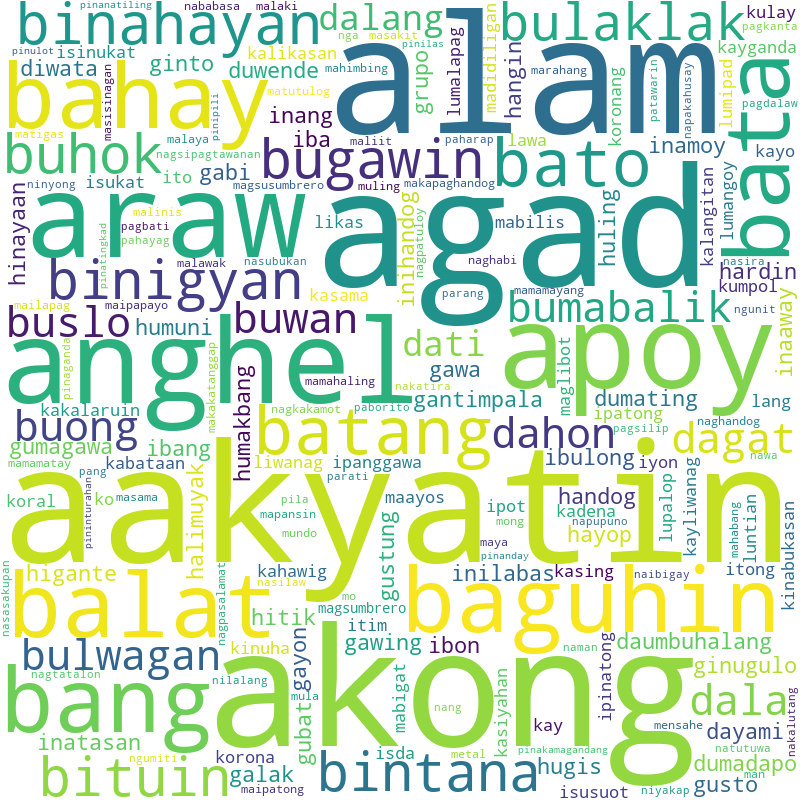 pinanatiling
nababasa
malaki
binahayan
dalang
alam
bulaklak
kulay
pagkanta
pinulot
isinukat
kalikasan
nga
masakit
pinilas
mahimbing
diwata
ginto
duwende
matutulog
grupo
lumalapag
madidiligan
hangin
marahang
koronang
patawarin
napakahusay
lumipad
kayganda
pagdalaw
masisinagan
bahay
inang
pinipili
matigas
malaya
iba
maliit
paharap
lawa
inamoy
kayo
bata
buhok
nagsipagtawanan
bugawin
bato
ninyong
isukat
ito
gabi
magsusumbrero
muling
makapaghandog
kalangitan
lumangoy
hinayaan
pagbati
malinis
pahayag
pinatingkad
araw
agad
likas
inihandog
nagpatuloy
mabilis
huling
malawak
nasubukan
naghabi
nasira
hardin
binigyan
kasama
parang
mamamayang
kumpol
mailapag
maipapayo
buslo
humuni
buwan
bumabalik
ngunit
inaaway
pinaganda
anghel
dati
apoy
makakatanggap
mamahaling
nakatira
gawa
maglibot
kakalaruin
nagkakamot
paborito
gantimpala
dumating
lang
buong
humakbang
batang
dahon
ipatong
pagsilip
naghandog
dagat
nawa
gumagawa
ibang
mamamatay
pang
kabataan
liwanag
ipanggawa
ibulong
iyon
aakyatin
koral
ko
masama
pininturahan
halimuyak
pila
parati
mapansin
maayos
ipot
handog
kadena
lupalop
kayliwanag
mahabang
luntian
mundo
gustung
mong
napupuno
maya
hayop
kinabukasan
nasasakupan
higante
nagpasalamat
kahawig
nasilaw
pinanday
inilabas
kasing
naibigay
itong
balat
hitik
mo
magsumbrero
baguhin
itim
kinuha
gayon
gawing
ibon
naman
daumbuhalang
bulwagan
akong
ginugulo
nagtatalon
nilalang
bang
mula
mabigat
nang
kasiyahan
ipinatong
dala
inatasan
gubat
kay
mensahe
dayami
nakalutang
bituin
ngumiti
korona
galak
maipatong
bintana
isda
metal
pinakamagandang
hugis
natutuwa
dumadapo
isusuot
niyakap
man
gusto